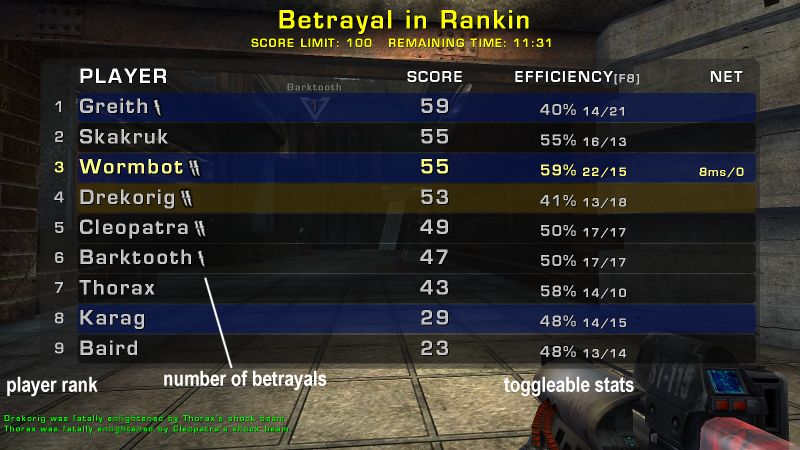 Betrayal in Rankin
SCORE LIMIT: 100 REMAINING TIME: 11:31
PLAYER SCORE EFFICIENCY[F8] NET
Barktooth
1
1 Greith 59 40% 14/21
2 Skakruk 55 55% 16/13
3 Wormbot 55 59% 22/15 8ms/0
4 Drekorig 53 41% 13/18
5 Cleopatra 49 50% 17/17
6 Barktooth 47 50% 17/17
7 Thorax 43 58% 14/10
8 Karag 29 48% 14/15
9 Baird 23 48% 13/14
player rank number of betrayals toggleable stats
ST-115
Drekorig was fatally enlightened by Thorax's shock beam.
Thorax was fatally enlightened by Cleopatra's shock beam